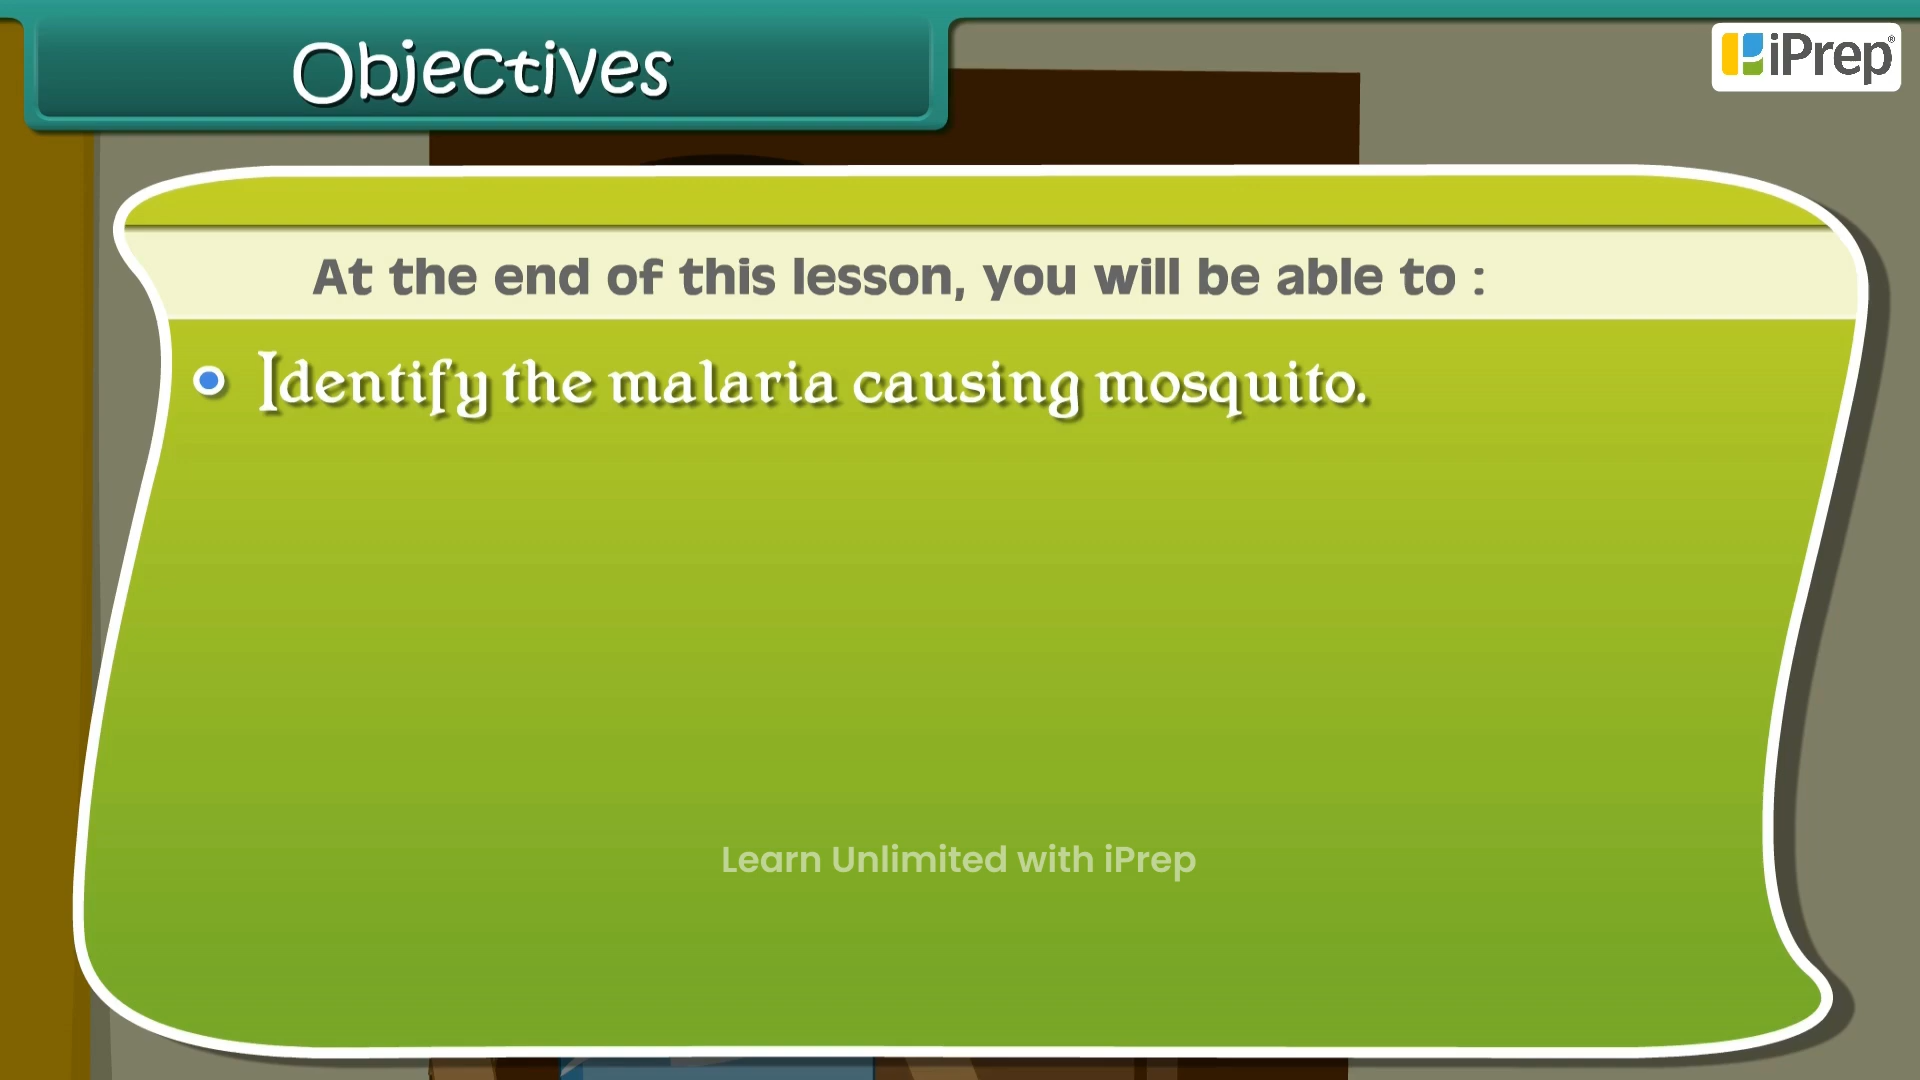 Objectives
iPrep®
At the end of this lesson, you will be able to :
Identify the malaria causing mosquito.
Learn Unlimited with iPrep